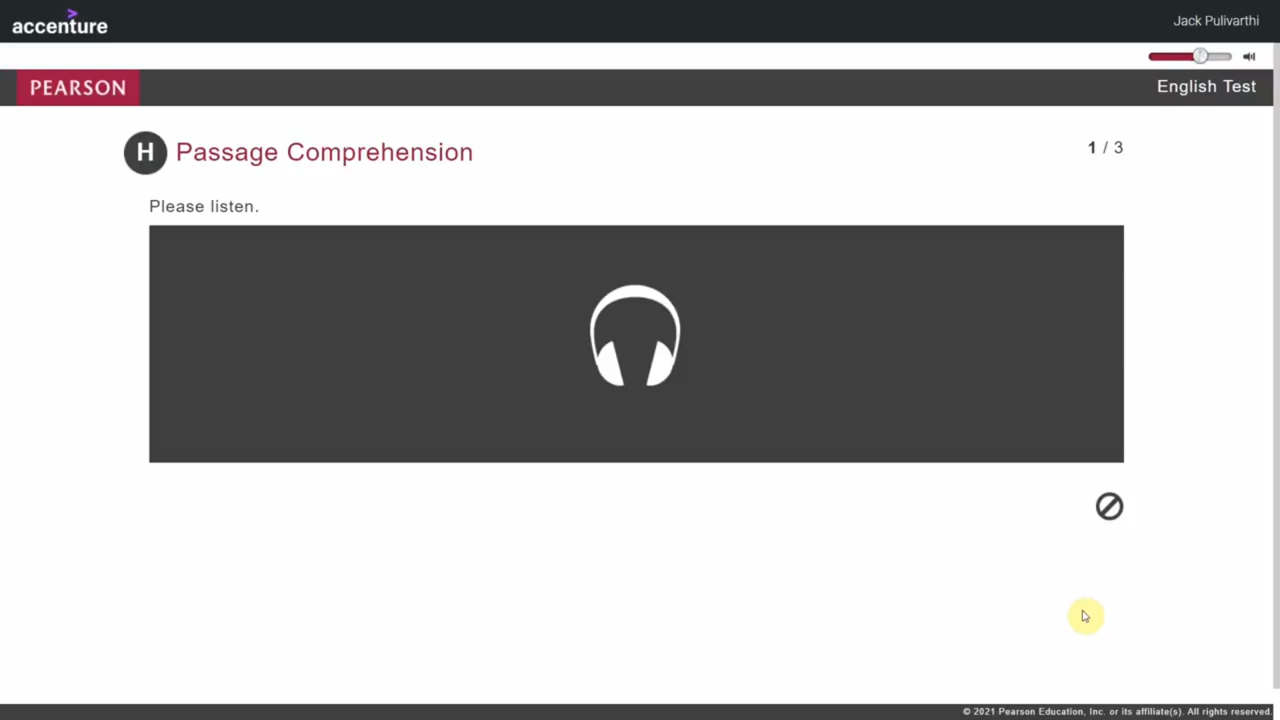 accenture
Jack Pulivarthi
PEARSON
English Test
H Passage Comprehension
1 / 3
Please listen.
© 2021 Pearson Education, Inc. or its affiliate(s). All rights reserved.